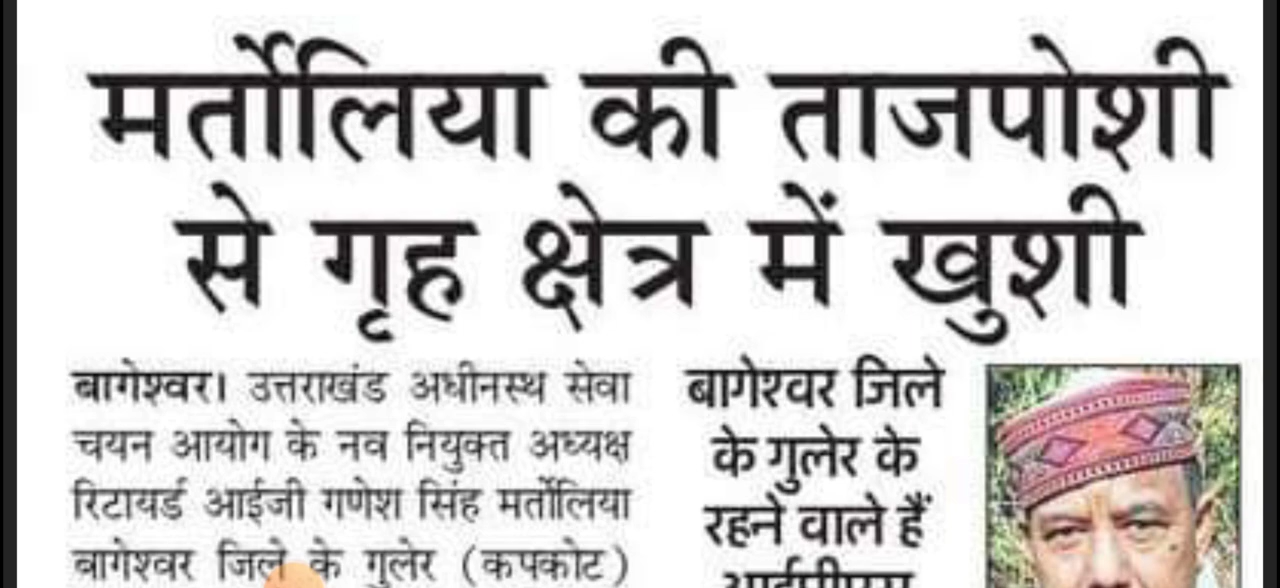 मर्तोलिया की ताजपोशी
से गृह क्षेत्र में खुशी
बागेश्वर। उत्तराखंड अधीनस्थ सेवा
चयन आयोग के नव नियुक्त अध्यक्ष
रिटायर्ड आईजी गणेश सिंह मर्तोलिया
बागेश्वर जिले के गुलेर (कपकोट)
बागेश्वर जिले
के गुलेर के
रहने वाले हैं